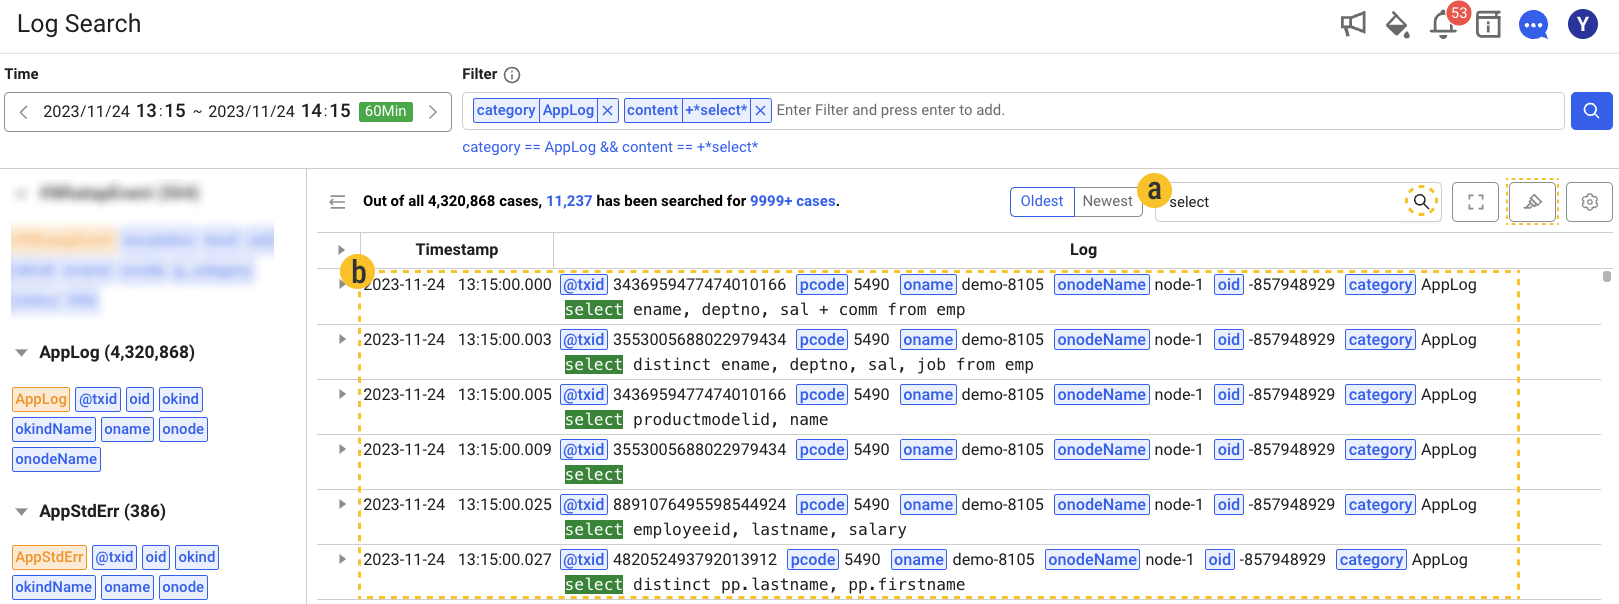 Log Search
53
Y
Time
Filter
2023/11/24 13:15 ~ 2023/11/24 14:15 60Min
category AppLog content +*select* Enter Filter and press enter to add.
category == AppLog && content == +*select*
Out of all 4,320,868 cases, 11,237 has been searched for 9999+ cases.
Oldest Newest
a
select
Timestamp Log
b
2023-11-24 13:15:00.000 @txid 3436959477474010166 pcode 5490 oname demo-8105 onodeName node-1 oid -857948929 category AppLog
select ename, deptno, sal + comm from emp
2023-11-24 13:15:00.003 @txid 3553005688022979434 pcode 5490 oname demo-8105 onodeName node-1 oid -857948929 category AppLog
select distinct ename, deptno, sal, job from emp
2023-11-24 13:15:00.005 @txid 3436959477474010166 pcode 5490 oname demo-8105 onodeName node-1 oid -857948929 category AppLog
select productmodelid, name
2023-11-24 13:15:00.009 @txid 3553005688022979434 pcode 5490 oname demo-8105 onodeName node-1 oid -857948929 category AppLog
select
2023-11-24 13:15:00.025 @txid 8891076495598544924 pcode 5490 oname demo-8105 onodeName node-1 oid -857948929 category AppLog
select employeeid, lastname, salary
2023-11-24 13:15:00.027 @txid 482052493792013912 pcode 5490 oname demo-8105 onodeName node-1 oid -857948929 category AppLog
select distinct pp.lastname, pp.firstname
AppLog (4,320,868)
AppLog @txid oid okind
okindName oname onode
onodeName
AppStdErr (386)
AppStdErr @txid oid okind
okindName oname onode